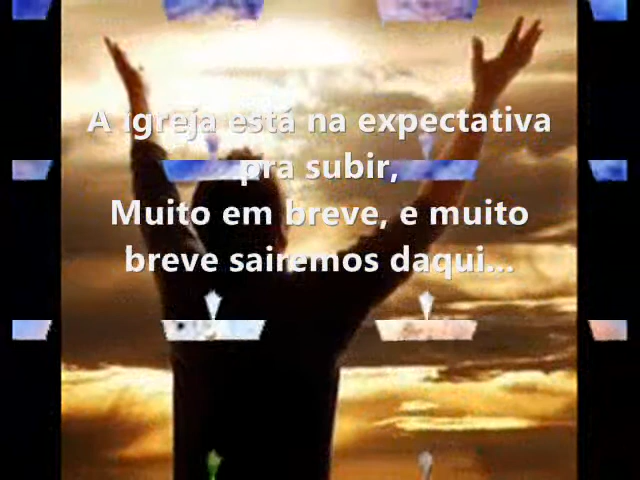 A igreja está na expectativa
pra subir,
Muito em breve, e muito
breve sairemos daqui...